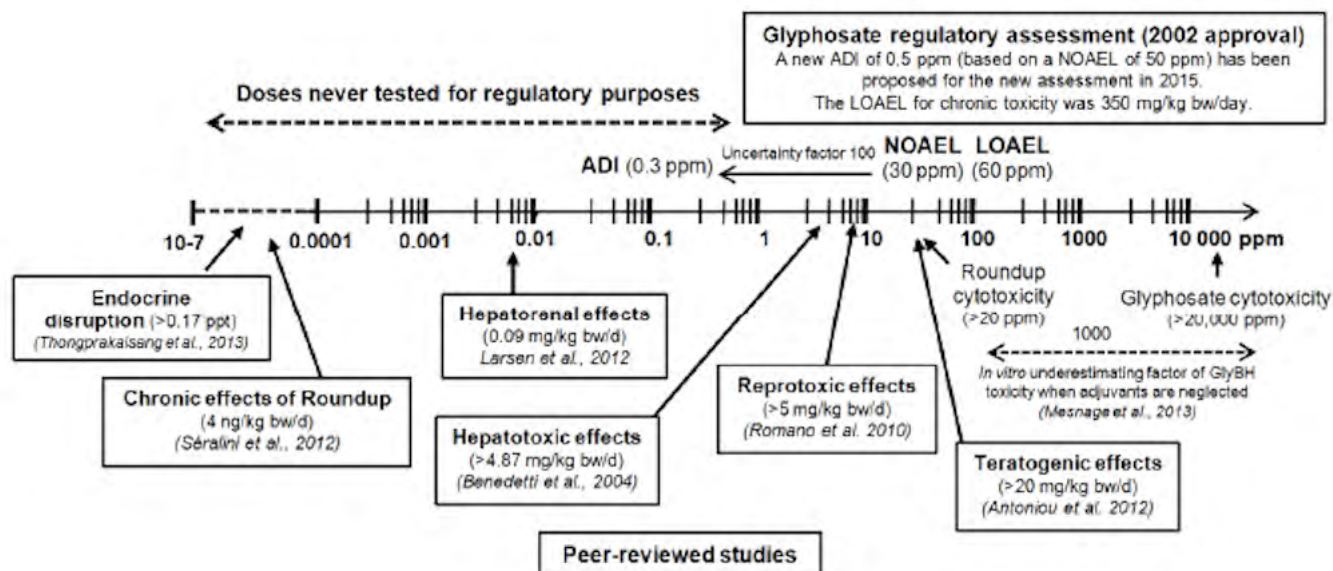 Glyphosate regulatory assessment (2002 approval)
A new ADI of 0,5 ppm (based on a NOAEL of 50 ppm) has been
proposed for the new assessment in 2015.
The LOAEL for chronic toxicity was 350 mg/kg bw/day.
Doses never tested for regulatory purposes
ADI (0.3 ppm)
Uncertainty factor 100
NOAEL LOAEL
(30 ppm) (60 ppm)
10-7 0.0001 0.001 0.01 0.1 1 10 100 1000 10 000 ppm
Endocrine
disruption (>0.17 ppt)
(Thongprakaisang et al., 2013)
Chronic effects of Roundup
(4 ng/kg bw/d)
(Séralini et al., 2012)
Hepatorenal effects
(0.09 mg/kg bw/d)
Larsen et al., 2012
Hepatotoxic effects
(>4.87 mg/kg bw/d)
(Benedetti et al., 2004)
Reprotoxic effects
(>5 mg/kg bw/d)
(Romano et al. 2010)
Roundup
cytotoxicity
(>20 ppm)
Glyphosate cytotoxicity
(>20,000 ppm)
1000
In vitro underestimating factor of GlyBH
toxicity when adjuvants are neglected
(Mesnage et al., 2013)
Teratogenic effects
(>20 mg/kg bw/d)
(Antoniou et al. 2012)
Peer-reviewed studies